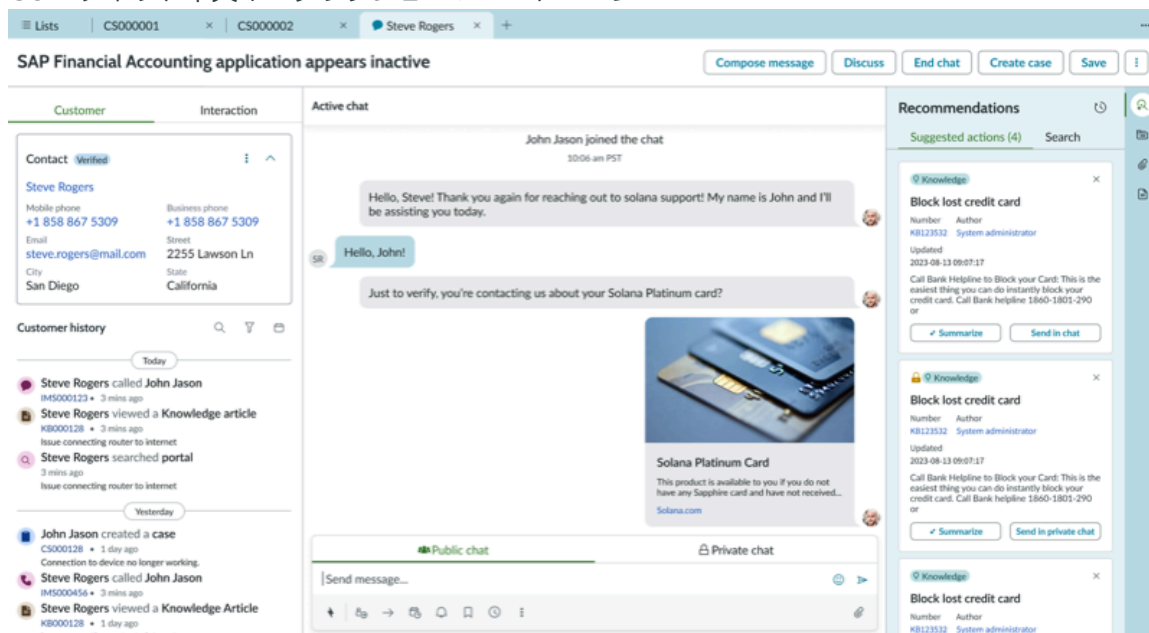 Lists
CS000001
CS000002
Steve Rogers
SAP Financial Accounting application appears inactive
Compose message
Discuss
End chat
Create case
Save
Customer
Interaction
Contact
Verified
Steve Rogers
Mobile phone
Business phone
+1 858 867 5309
+1 858 867 5309
Email
Street
steve.rogers@mail.com
2255 Lawson Ln
City
State
San Diego
California
Customer history
Today
Steve Rogers called John Jason
IMS000123 • 3 mins ago
Steve Rogers viewed a Knowledge article
KB000128 • 3 mins ago
Issue connecting router to internet
Steve Rogers searched portal
3 mins ago
Issue connecting router to internet
Yesterday
John Jason created a case
CS000128 • 1 day ago
Connection to device no longer working.
Steve Rogers called John Jason
IMS000456 • 3 mins ago
Steve Rogers viewed a Knowledge Article
KB000128 • 1 day ago
Active chat
John Jason joined the chat
10:06 am PST
Hello, Steve! Thank you again for reaching out to solana support! My name is John and I'll
be assisting you today.
SR
Hello, John!
Just to verify, you're contacting us about your Solana Platinum card?
Solana Platinum Card
This product is available to you if you do not
have any Sapphire card and have not received...
Solana.com
Public chat
Private chat
Send message...
Recommendations
Suggested actions (4)
Search
Knowledge
Block lost credit card
Number Author
KB123532 System administrator
Updated
2023-08-13 09:07:17
Call Bank Helpline to Block your Card: This is the
easiest thing you can do instantly block your
credit card. Call Bank helpline 1860-1801-290
or
Summarize
Send in chat
Knowledge
Block lost credit card
Number Author
KB123532 System administrator
Updated
2023-08-13 09:07:17
Call Bank Helpline to Block your Card: This is the
easiest thing you can do instantly block your
credit card. Call Bank helpline 1860-1801-290
or
Summarize
Send in private chat
Knowledge
Block lost credit card
Number Author
KB123532 System administrator